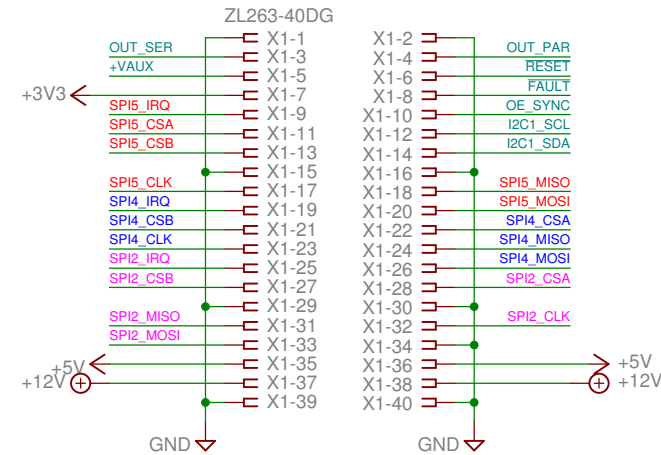 ZL263-40DG
X1-1 X1-2
OUT_SER X1-3 X1-4 OUT_PAR
+VAUX X1-5 X1-6 RESET
+3V3 X1-7 X1-8 FAULT
SPI5_IRQ X1-9 X1-10 OE_SYNC
SPI5_CSA X1-11 X1-12 I2C1_SCL
SPI5_CSB X1-13 X1-14 I2C1_SDA
X1-15 X1-16
SPI5_CLK X1-17 X1-18 SPI5_MISO
SPI4_IRQ X1-19 X1-20 SPI5_MOSI
SPI4_CSB X1-21 X1-22 SPI4_CSA
SPI4_CLK X1-23 X1-24 SPI4_MISO
SPI2_IRQ X1-25 X1-26 SPI4_MOSI
SPI2_CSB X1-27 X1-28 SPI2_CSA
X1-29 X1-30
SPI2_MISO X1-31 X1-32 SPI2_CLK
SPI2_MOSI X1-33 X1-34
+5V X1-35 X1-36 +5V
+12V X1-37 X1-38 +12V
X1-39 X1-40
GND GND